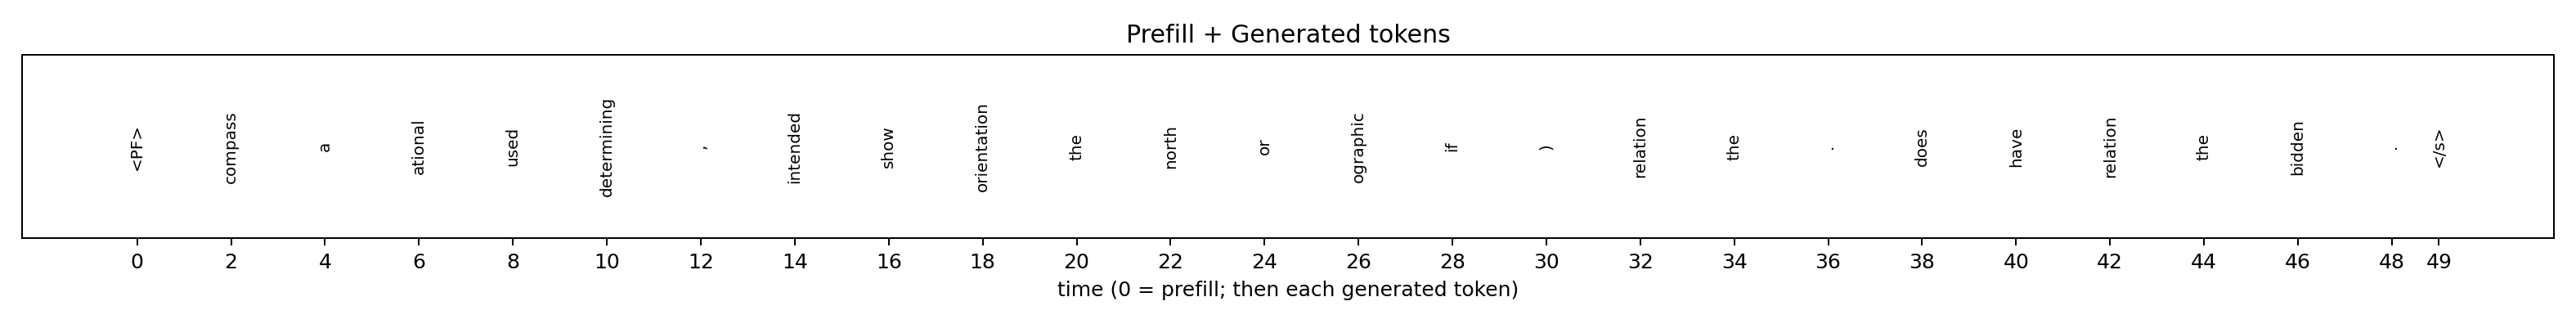 Prefill + Generated tokens
<PF> compass a ational used determining , intended show orientation the north or ographic if ) relation the . does have relation the bidden . </s>
0 2 4 6 8 10 12 14 16 18 20 22 24 26 28 30 32 34 36 38 40 42 44 46 48 49
time (0 = prefill; then each generated token)